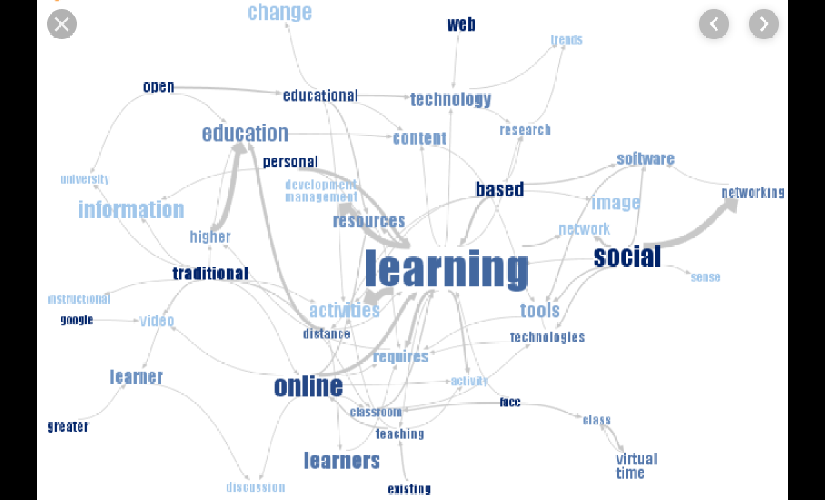 change
web
trends
open
educational
technology
education
content
research
personal
software
university
development
management
based
networking
information
resources
image
higher
network
learning
social
traditional
sense
instructional
activities
tools
google
video
distance
technologies
requires
learner
online
activity
classroom
face
greater
teaching
class
learners
virtual
time
discussion
existing